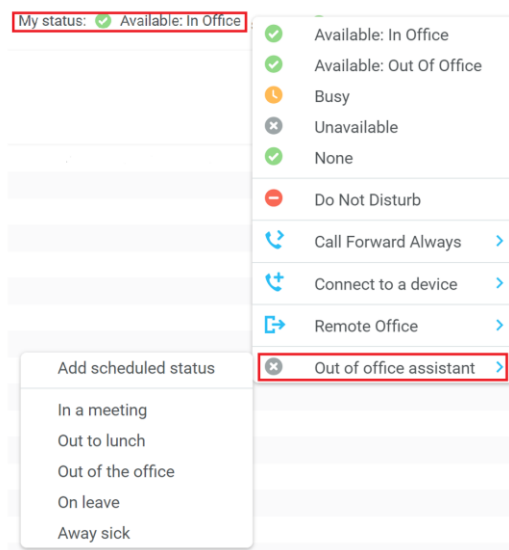 My status: Available: In Office
Available: In Office
Available: Out Of Office
Busy
Unavailable
None
Do Not Disturb
Call Forward Always
Connect to a device
Remote Office
Out of office assistant
Add scheduled status
In a meeting
Out to lunch
Out of the office
On leave
Away sick